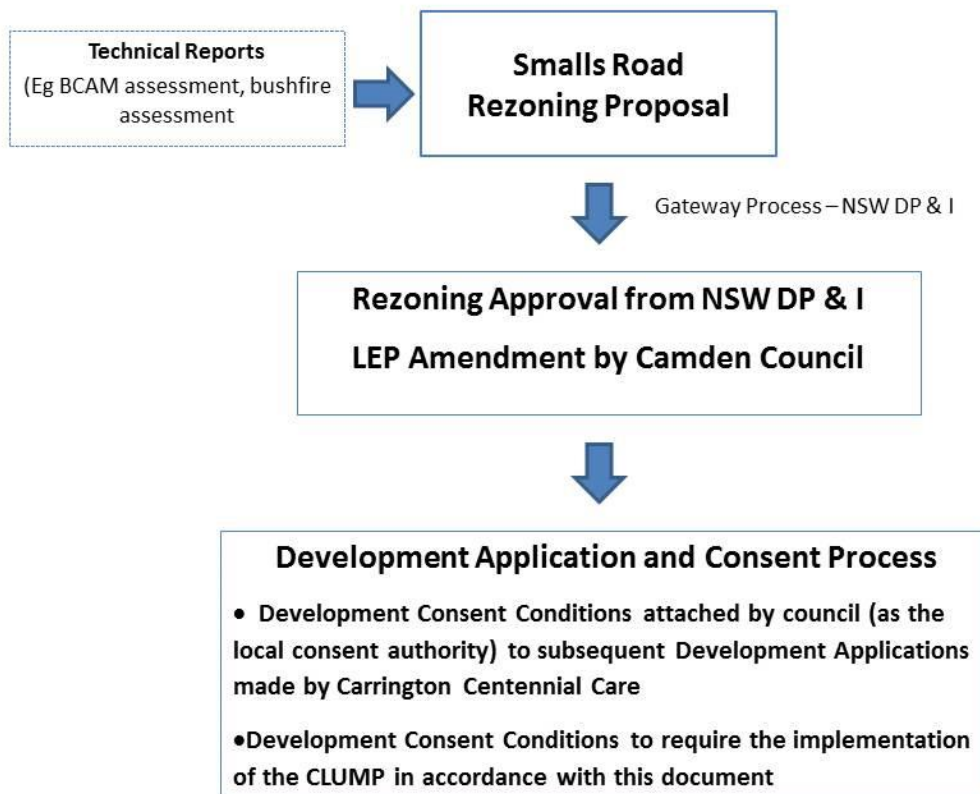 Technical Reports
(Eg BCAM assessment, bushfire
assessment
Smalls Road
Rezoning Proposal
Gateway Process – NSW DP & I
Rezoning Approval from NSW DP & I
LEP Amendment by Camden Council
Development Application and Consent Process
• Development Consent Conditions attached by council (as the
local consent authority) to subsequent Development Applications
made by Carrington Centennial Care
•Development Consent Conditions to require the implementation
of the CLUMP in accordance with this document